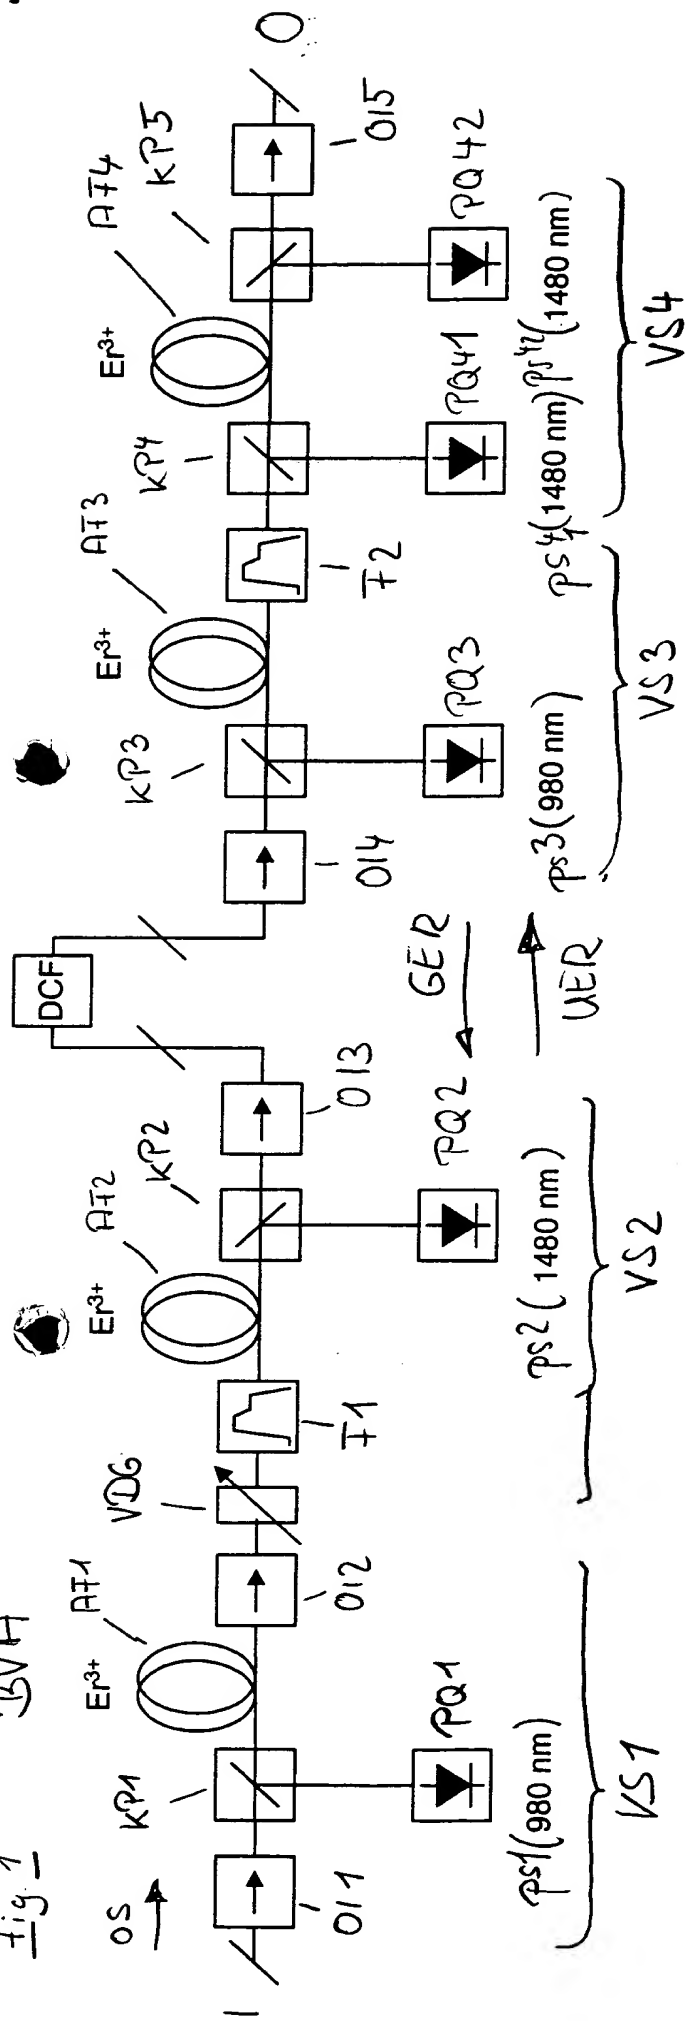 Fig. 1
BVA
OS
I
OI1
KP1
Er³⁺
AF1
OI2
VDG
F1
Er³⁺
AF2
KP2
OI3
DCF
OI4
KP3
Er³⁺
AF3
F2
KP4
Er³⁺
AF4
KP5
OI5
O
PQ1
PQ2
GER
UER
PQ3
PQ41
PQ42
ps1(980 nm)
ps2(1480 nm)
ps3(980 nm)
ps41(1480 nm)
ps42(1480 nm)
VS1
VS2
VS3
VS4